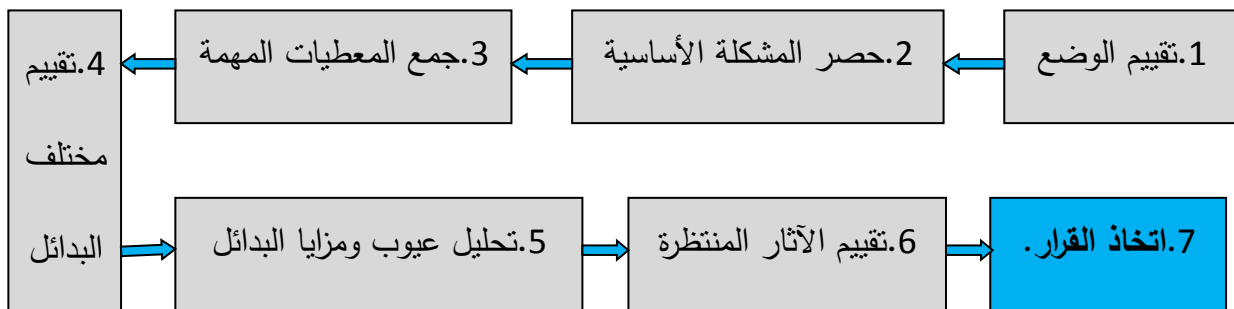 1.تقييم الوضع
2.حصر المشكلة الأساسية
3.جمع المعطيات المهمة
4.تقييم
مختلف
البدائل
5.تحليل عيوب ومزايا البدائل
6.تقييم الآثار المنتظرة
7.اتخاذ القرار.